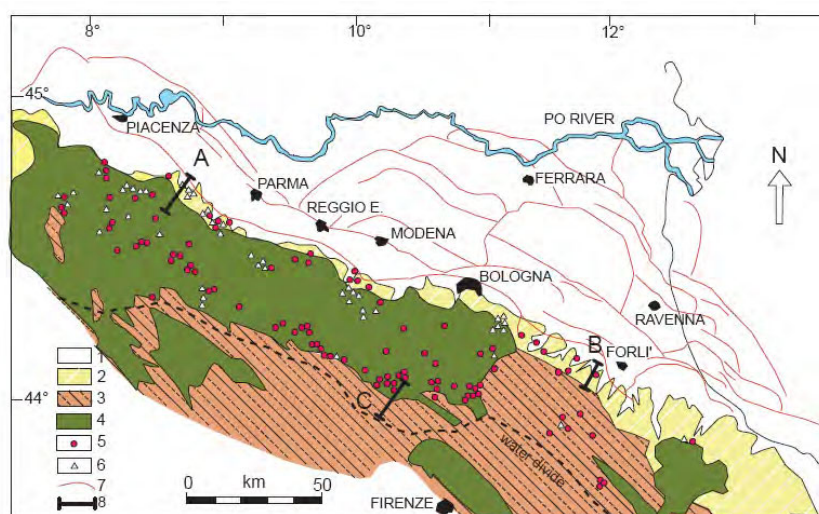 8°
10°
12°
45°
PIACENZA
PO RIVER
A
N
FERRARA
PARMA
REGGIO E.
MODENA
BOLOGNA
RAVENNA
B
FORLI'
1
2
44°
3
C
4
5
water divide
6
km
7
0
50
8
FIRENZE